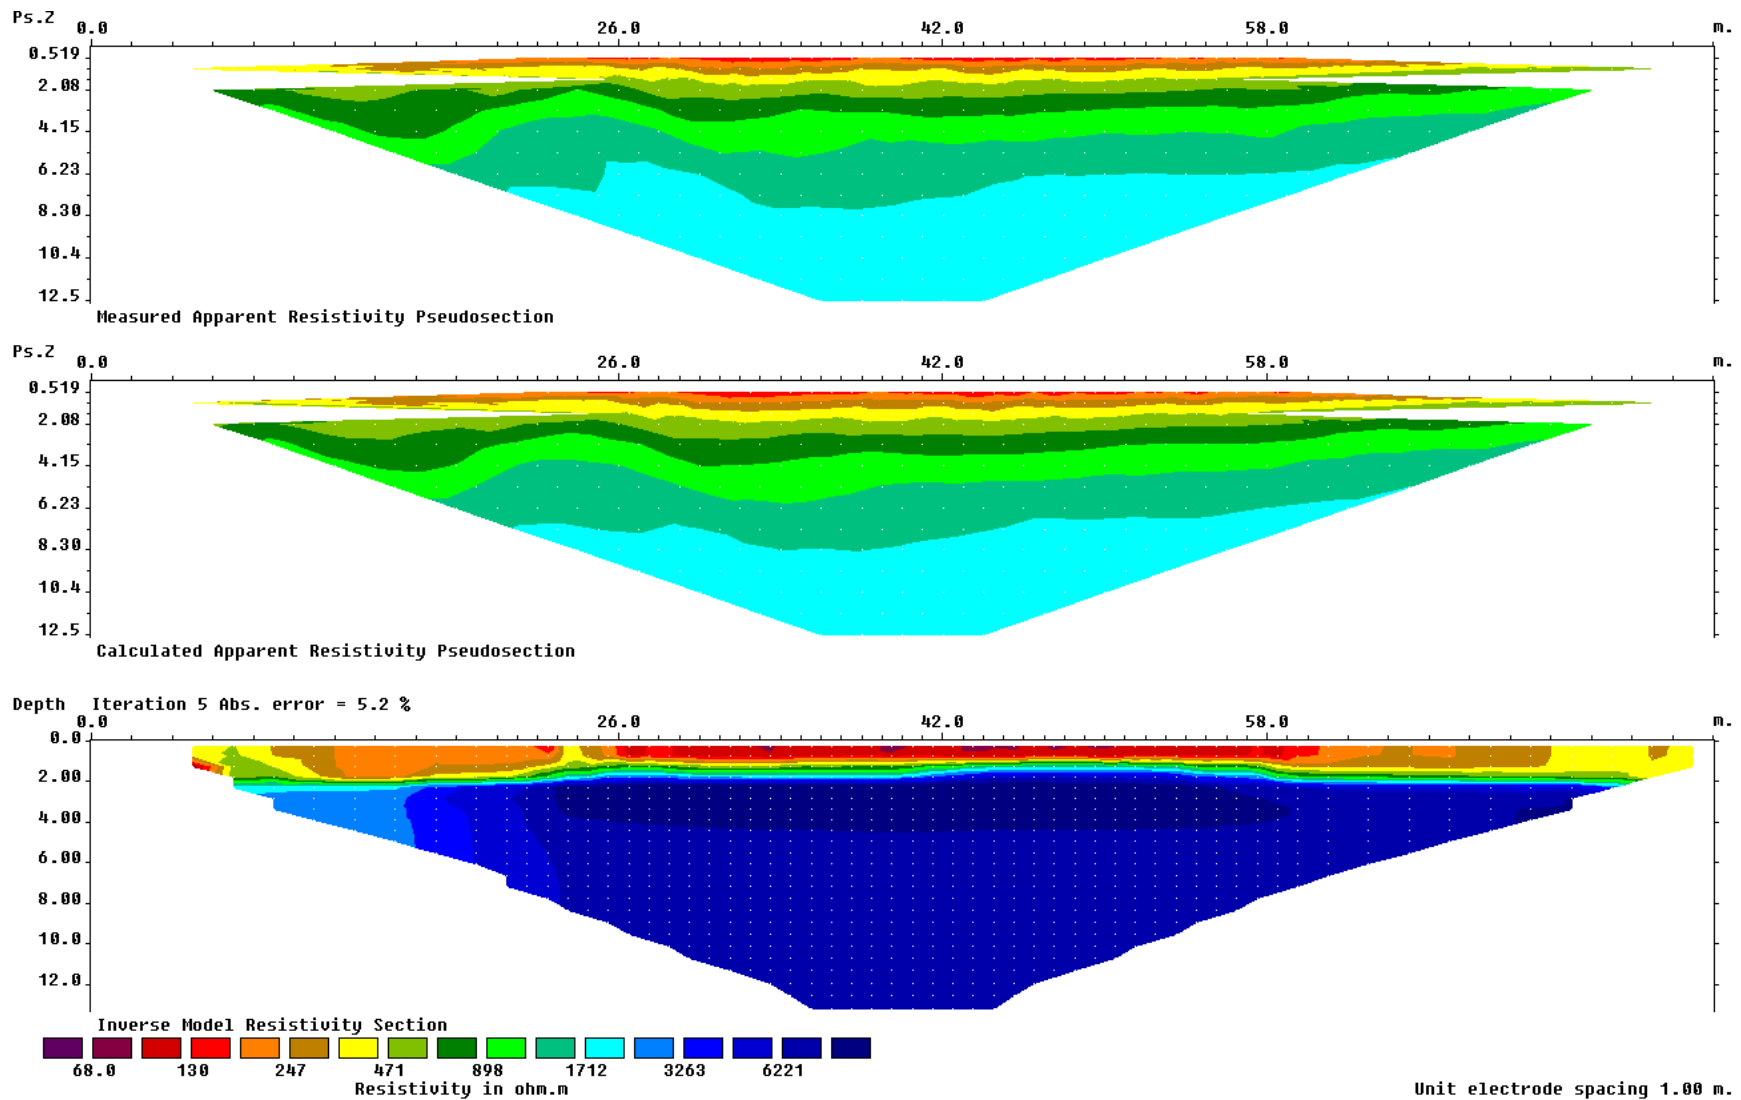 Ps.Z 0.0 26.0 42.0 58.0 m.
0.519
2.08
4.15
6.23
8.30
10.4
12.5
Measured Apparent Resistivity Pseudosection
Ps.Z 0.0 26.0 42.0 58.0 m.
0.519
2.08
4.15
6.23
8.30
10.4
12.5
Calculated Apparent Resistivity Pseudosection
Depth Iteration 5 Abs. error = 5.2 %
0.0 26.0 42.0 58.0 m.
0.0
2.00
4.00
6.00
8.00
10.0
12.0
Inverse Model Resistivity Section
68.0 130 247 471 898 1712 3263 6221
Resistivity in ohm.m Unit electrode spacing 1.00 m.